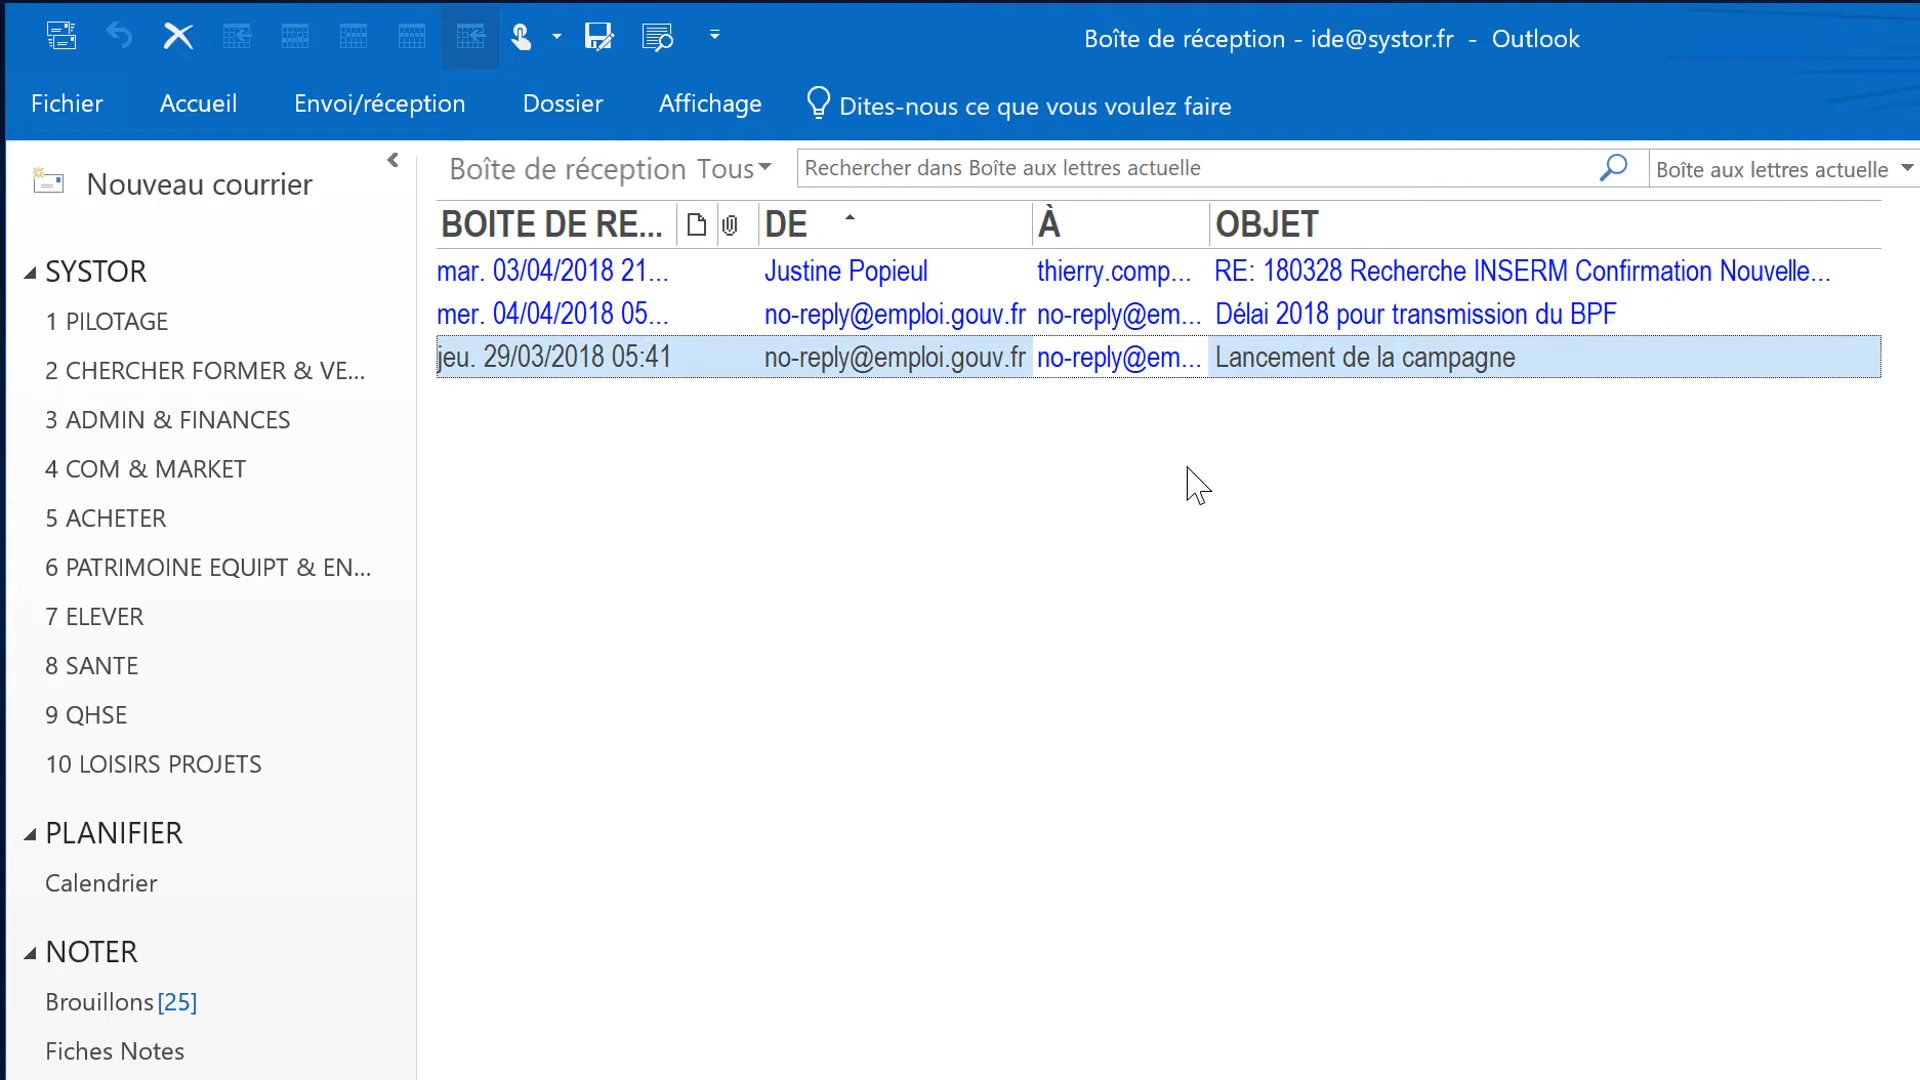 Boîte de réception - ide@systor.fr - Outlook
Fichier Accueil Envoi/réception Dossier Affichage Dites-nous ce que vous voulez faire
Nouveau courrier
Boîte de réception Tous Rechercher dans Boîte aux lettres actuelle Boîte aux lettres actuelle
BOITE DE RE... DE À OBJET
mar. 03/04/2018 21... Justine Popieul thierry.comp... RE: 180328 Recherche INSERM Confirmation Nouvelle...
mer. 04/04/2018 05... no-reply@emploi.gouv.fr no-reply@em... Délai 2018 pour transmission du BPF
jeu. 29/03/2018 05:41 no-reply@emploi.gouv.fr no-reply@em... Lancement de la campagne
SYSTOR
1 PILOTAGE
2 CHERCHER FORMER & VE...
3 ADMIN & FINANCES
4 COM & MARKET
5 ACHETER
6 PATRIMOINE EQUIPT & EN...
7 ELEVER
8 SANTE
9 QHSE
10 LOISIRS PROJETS
PLANIFIER
Calendrier
NOTER
Brouillons [25]
Fiches Notes